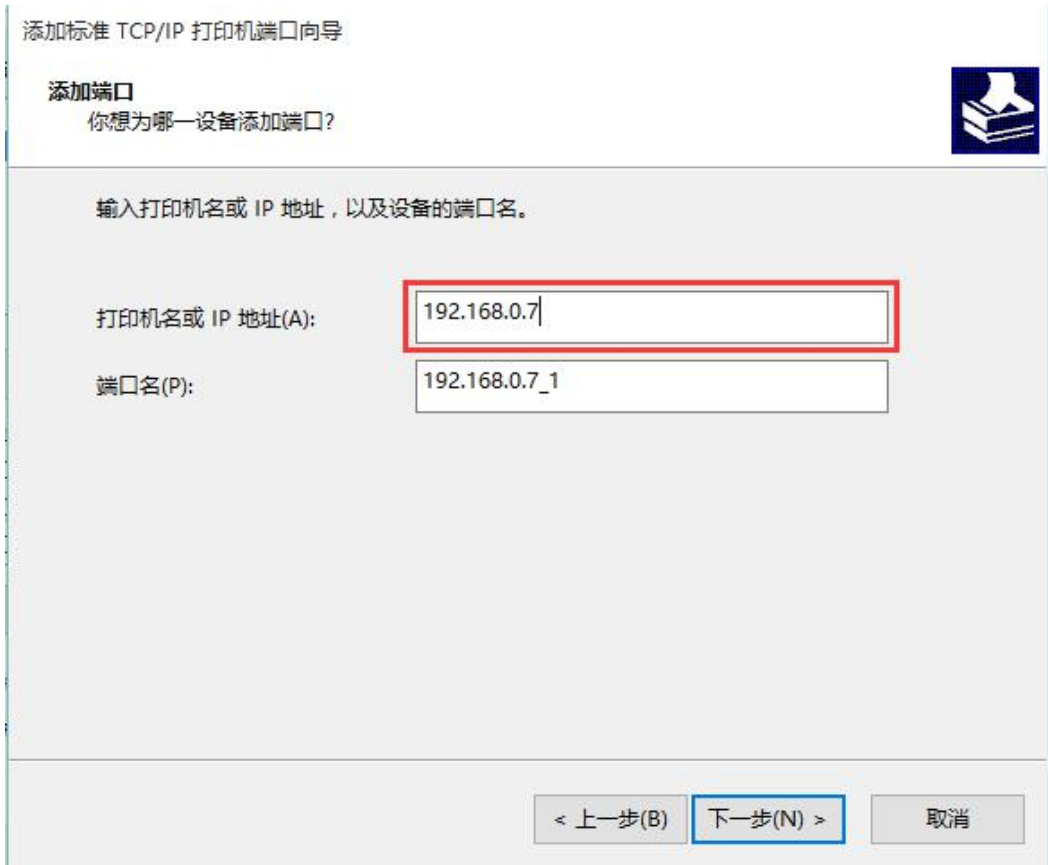 添加标准 TCP/IP 打印机端口向导
添加端口
你想为哪一设备添加端口?
输入打印机名或 IP 地址，以及设备的端口名。
打印机名或 IP 地址(A):
192.168.0.7
端口名(P):
192.168.0.7_1
< 上一步(B)
下一步(N) >
取消